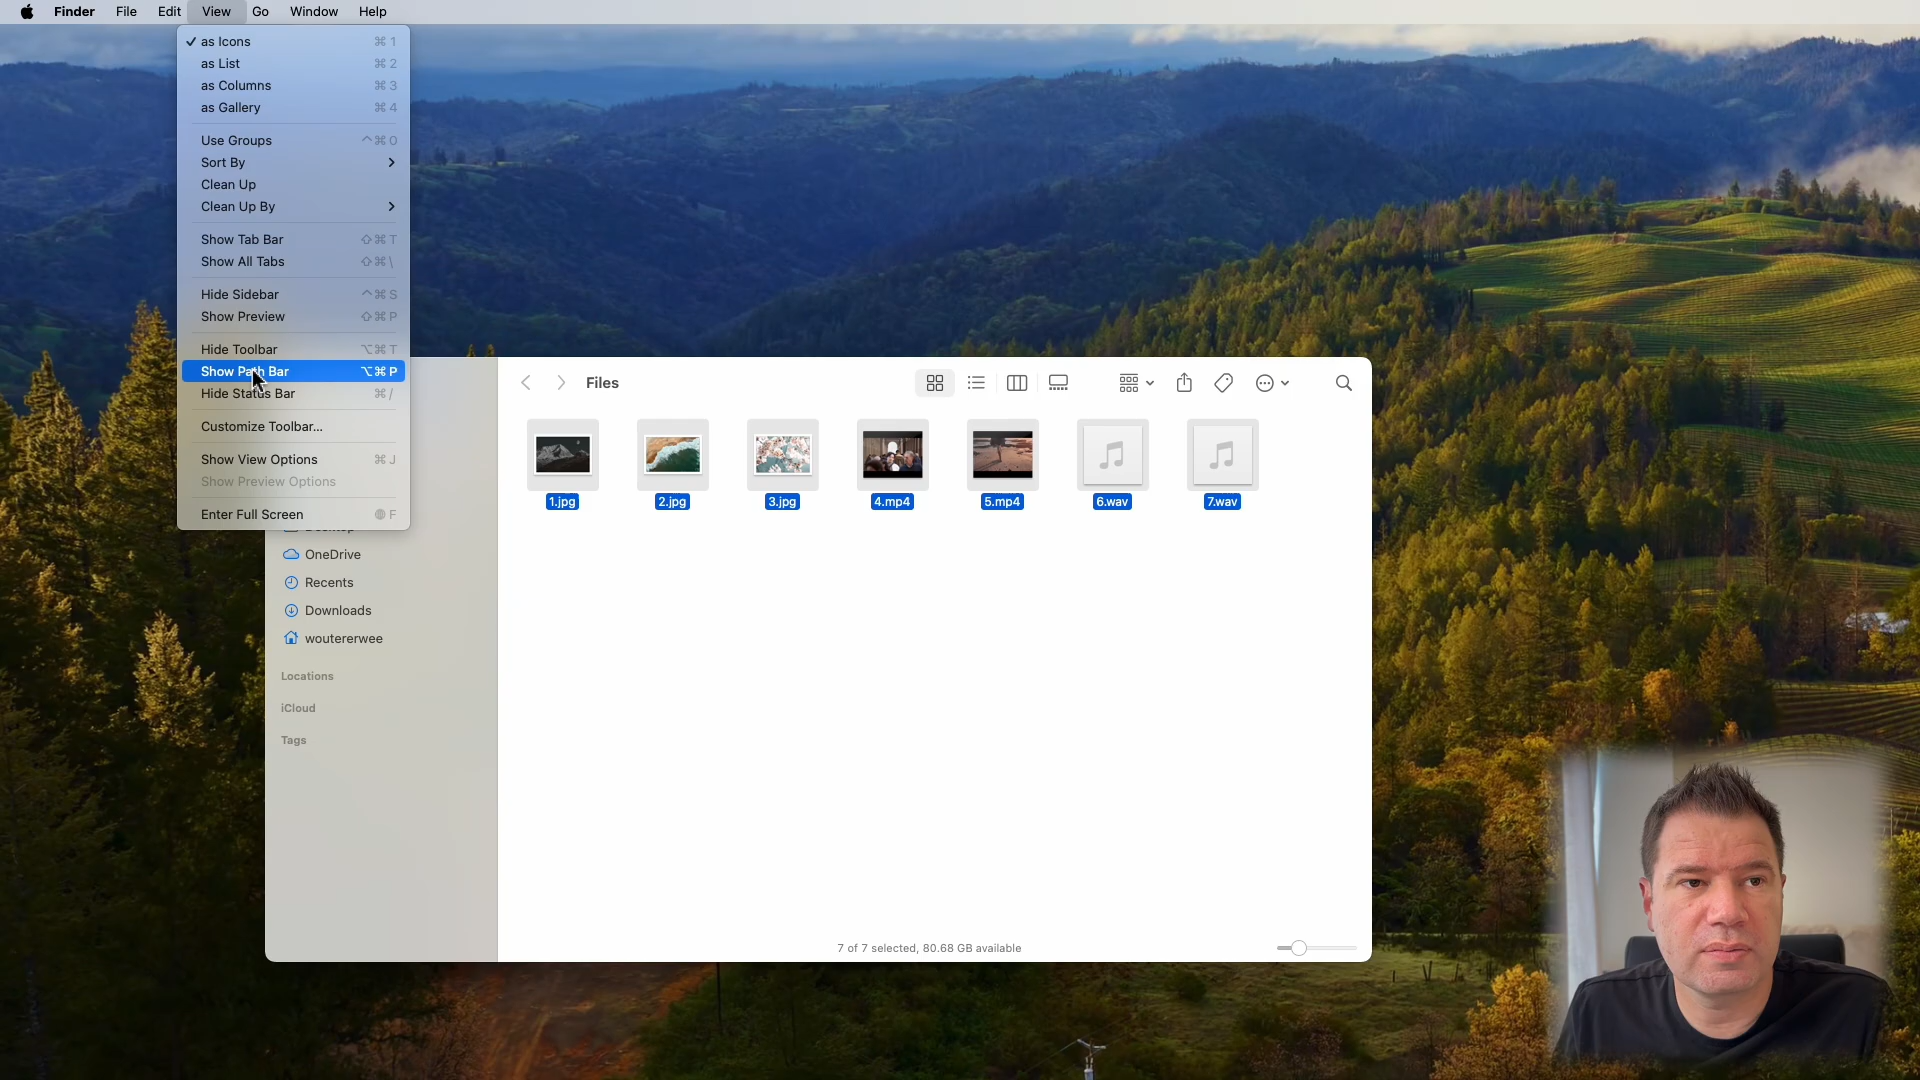 Finder File Edit View Go Window Help
✓ as Icons ⌘ 1
as List ⌘ 2
as Columns ⌘ 3
as Gallery ⌘ 4
Use Groups ^⌘ 0
Sort By >
Clean Up
Clean Up By >
Show Tab Bar ⇧⌘ T
Show All Tabs ⇧⌘ \
Hide Sidebar ^⌘ S
Show Preview ⇧⌘ P
Hide Toolbar ⌥⌘ T
Show Path Bar ⌥⌘ P
Hide Status Bar ⌘ /
Customize Toolbar...
Show View Options ⌘ J
Show Preview Options
Enter Full Screen F
Files
1.jpg 2.jpg 3.jpg 4.mp4 5.mp4 6.wav 7.wav
Desktop
OneDrive
Recents
Downloads
woutererwee
Locations
iCloud
Tags
7 of 7 selected, 80.68 GB available